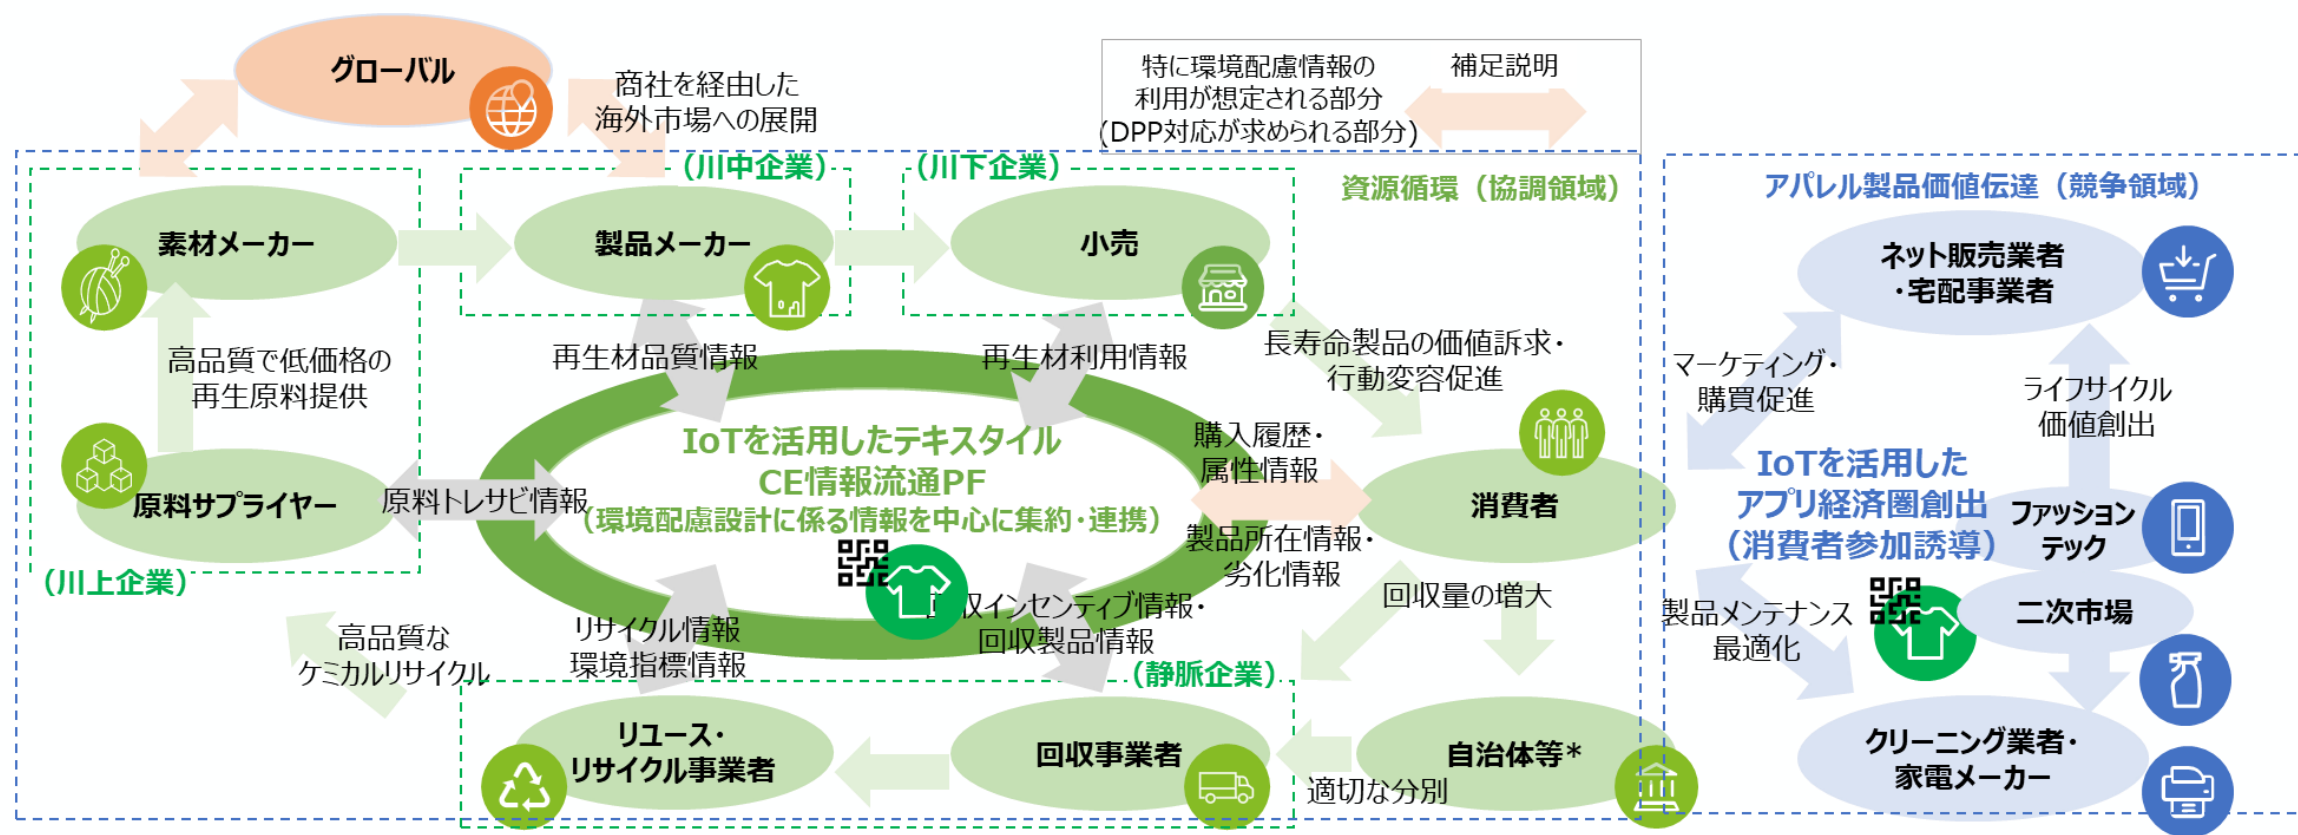 グローバル
商社を経由した
海外市場への展開
特に環境配慮情報の
利用が想定される部分
(DPP対応が求められる部分)
補足説明
（川中企業）
（川下企業）
資源循環（協調領域）
アパレル製品価値伝達（競争領域）
素材メーカー
製品メーカー
小売
ネット販売業者
・宅配事業者
高品質で低価格の
再生原料提供
再生材品質情報
再生材利用情報
長寿命製品の価値訴求・
行動変容促進
マーケティング・
購買促進
ライフサイクル
価値創出
IoTを活用したテキスタイル
CE情報流通PF
（環境配慮設計に係る情報を中心に集約・連携）
購入履歴・
属性情報
原料サプライヤー
原料トレサビ情報
消費者
製品所在情報・
劣化情報
IoTを活用した
アプリ経済圏創出
（消費者参加誘導）
ファッション
テック
（川上企業）
回収量の増大
高品質な
ケミカルリサイクル
リサイクル情報
環境指標情報
収インセンティブ情報・
回収製品情報
製品メンテナンス
最適化
二次市場
（静脈企業）
リユース・
リサイクル事業者
回収事業者
適切な分別
自治体等*
クリーニング業者・
家電メーカー